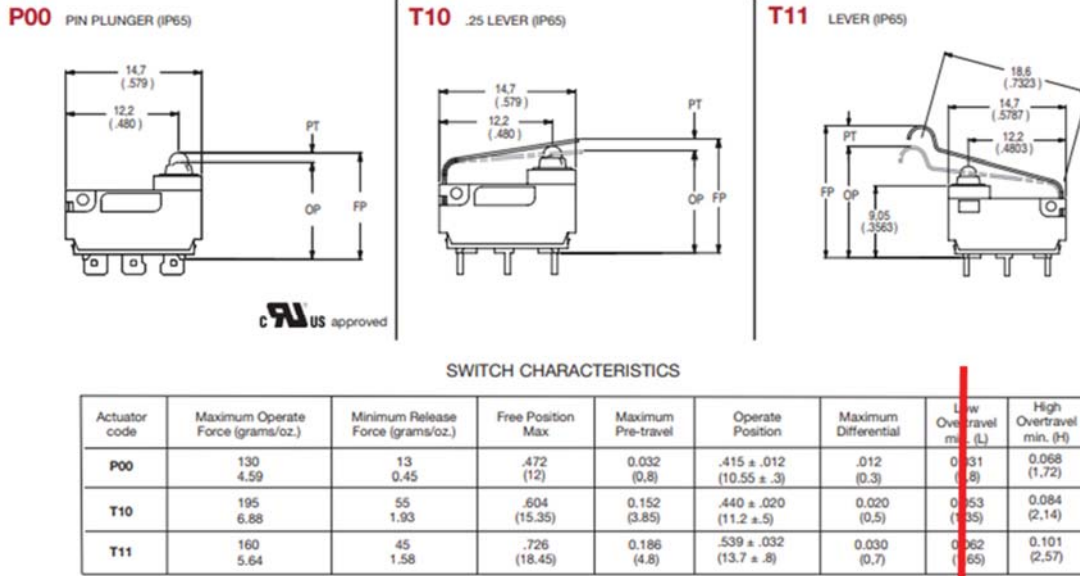 P00 PIN PLUNGER (IP65)
14,7
(.579)
12,2
(.480)
PT
OP
FP
C US approved
T10 .25 LEVER (IP65)
14,7
(.579)
12,2
(.480)
PT
OP FP
T11 LEVER (IP65)
18,6
(.7323)
14,7
(.5787)
12,2
(.4803)
PT
FP OP
9,05
(.3563)
SWITCH CHARACTERISTICS
Actuator code Maximum Operate Force (grams/oz.) Minimum Release Force (grams/oz.) Free Position Max Maximum Pre-travel Operate Position Maximum Differential Overtravel High Overtravel min. (H)
P00 130 13 .472 0.032 .415 ± .012 .012 0.068
4.59 0.45 (12) (0,8) (10.55 ± .3) (0.3) (1,72)
T10 195 55 .604 0.152 .440 ± .020 0.020 0.084
6.88 1.93 (15.35) (3.85) (11.2 ±.5) (0,5) (2,14)
T11 160 45 .726 0.186 .539 ± .032 0.030 0.101
5.64 1.58 (18.45) (4.8) (13.7 ± .8) (0,7) (2,57)